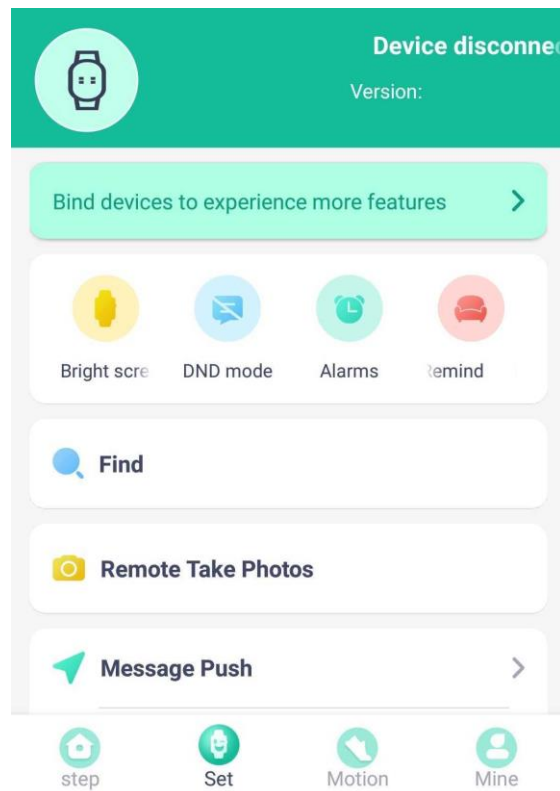 Device disconne
Version:
Bind devices to experience more features
Bright scre
DND mode
Alarms
Remind
Find
Remote Take Photos
Message Push
step
Set
Motion
Mine